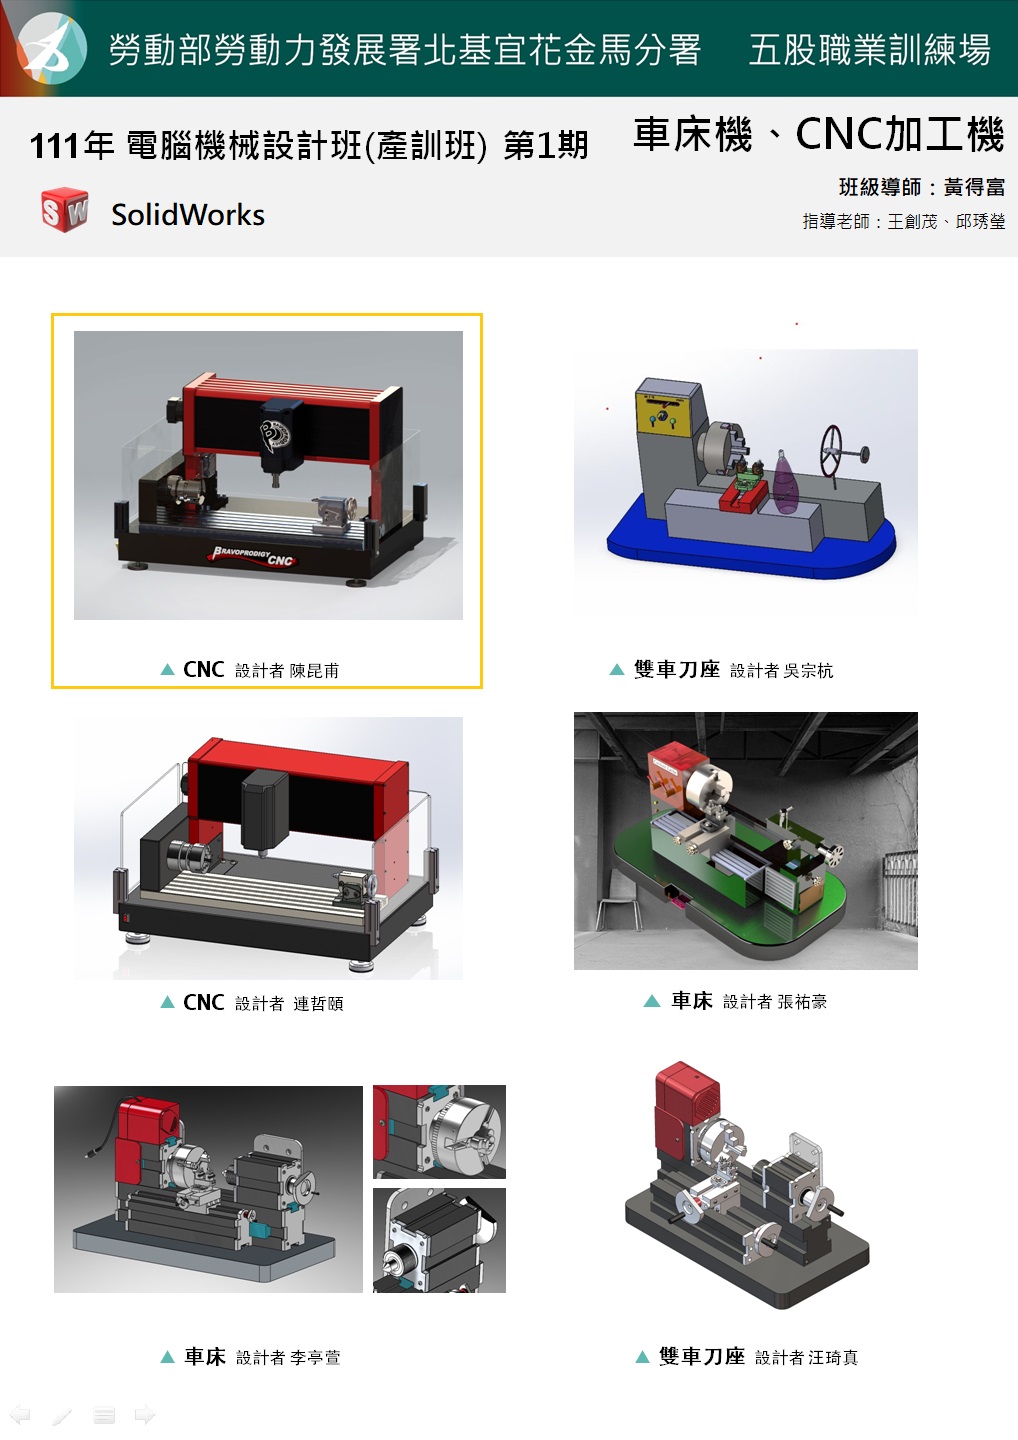 勞動部勞動力發展署北基宜花金馬分署 五股職業訓練場
111年 電腦機械設計班(產訓班) 第1期
車床機、CNC加工機
班級導師：黃得富
指導老師：王創茂、邱琇瑩
SW SolidWorks
BRAVOPRODIGY CNC
▲ CNC 設計者 陳昆甫
▲ 雙車刀座 設計者 吳宗杭
▲ CNC 設計者 連哲頤
▲ 車床 設計者 張祐豪
▲ 車床 設計者 李亭萱
▲ 雙車刀座 設計者 汪琦真